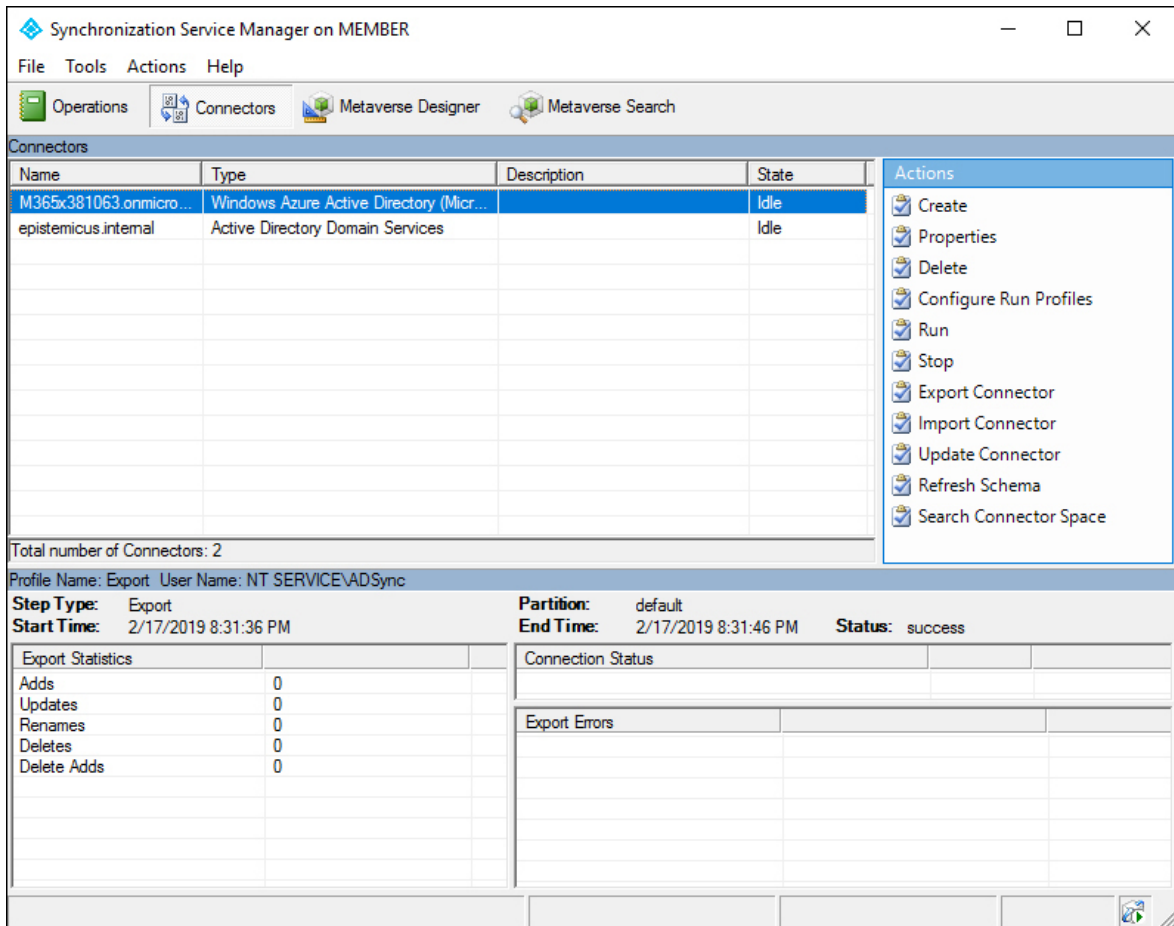 Synchronization Service Manager on MEMBER
File Tools Actions Help
Operations Connectors Metaverse Designer Metaverse Search
Connectors
Name Type Description State
M365x381063.onmicro... Windows Azure Active Directory (Micr... Idle
epistemicus.internal Active Directory Domain Services Idle
Total number of Connectors: 2
Actions
Create
Properties
Delete
Configure Run Profiles
Run
Stop
Export Connector
Import Connector
Update Connector
Refresh Schema
Search Connector Space
Profile Name: Export User Name: NT SERVICE\ADSync
Step Type: Export Partition: default
Start Time: 2/17/2019 8:31:36 PM End Time: 2/17/2019 8:31:46 PM Status: success
Export Statistics
Adds 0
Updates 0
Renames 0
Deletes 0
Delete Adds 0
Connection Status
Export Errors